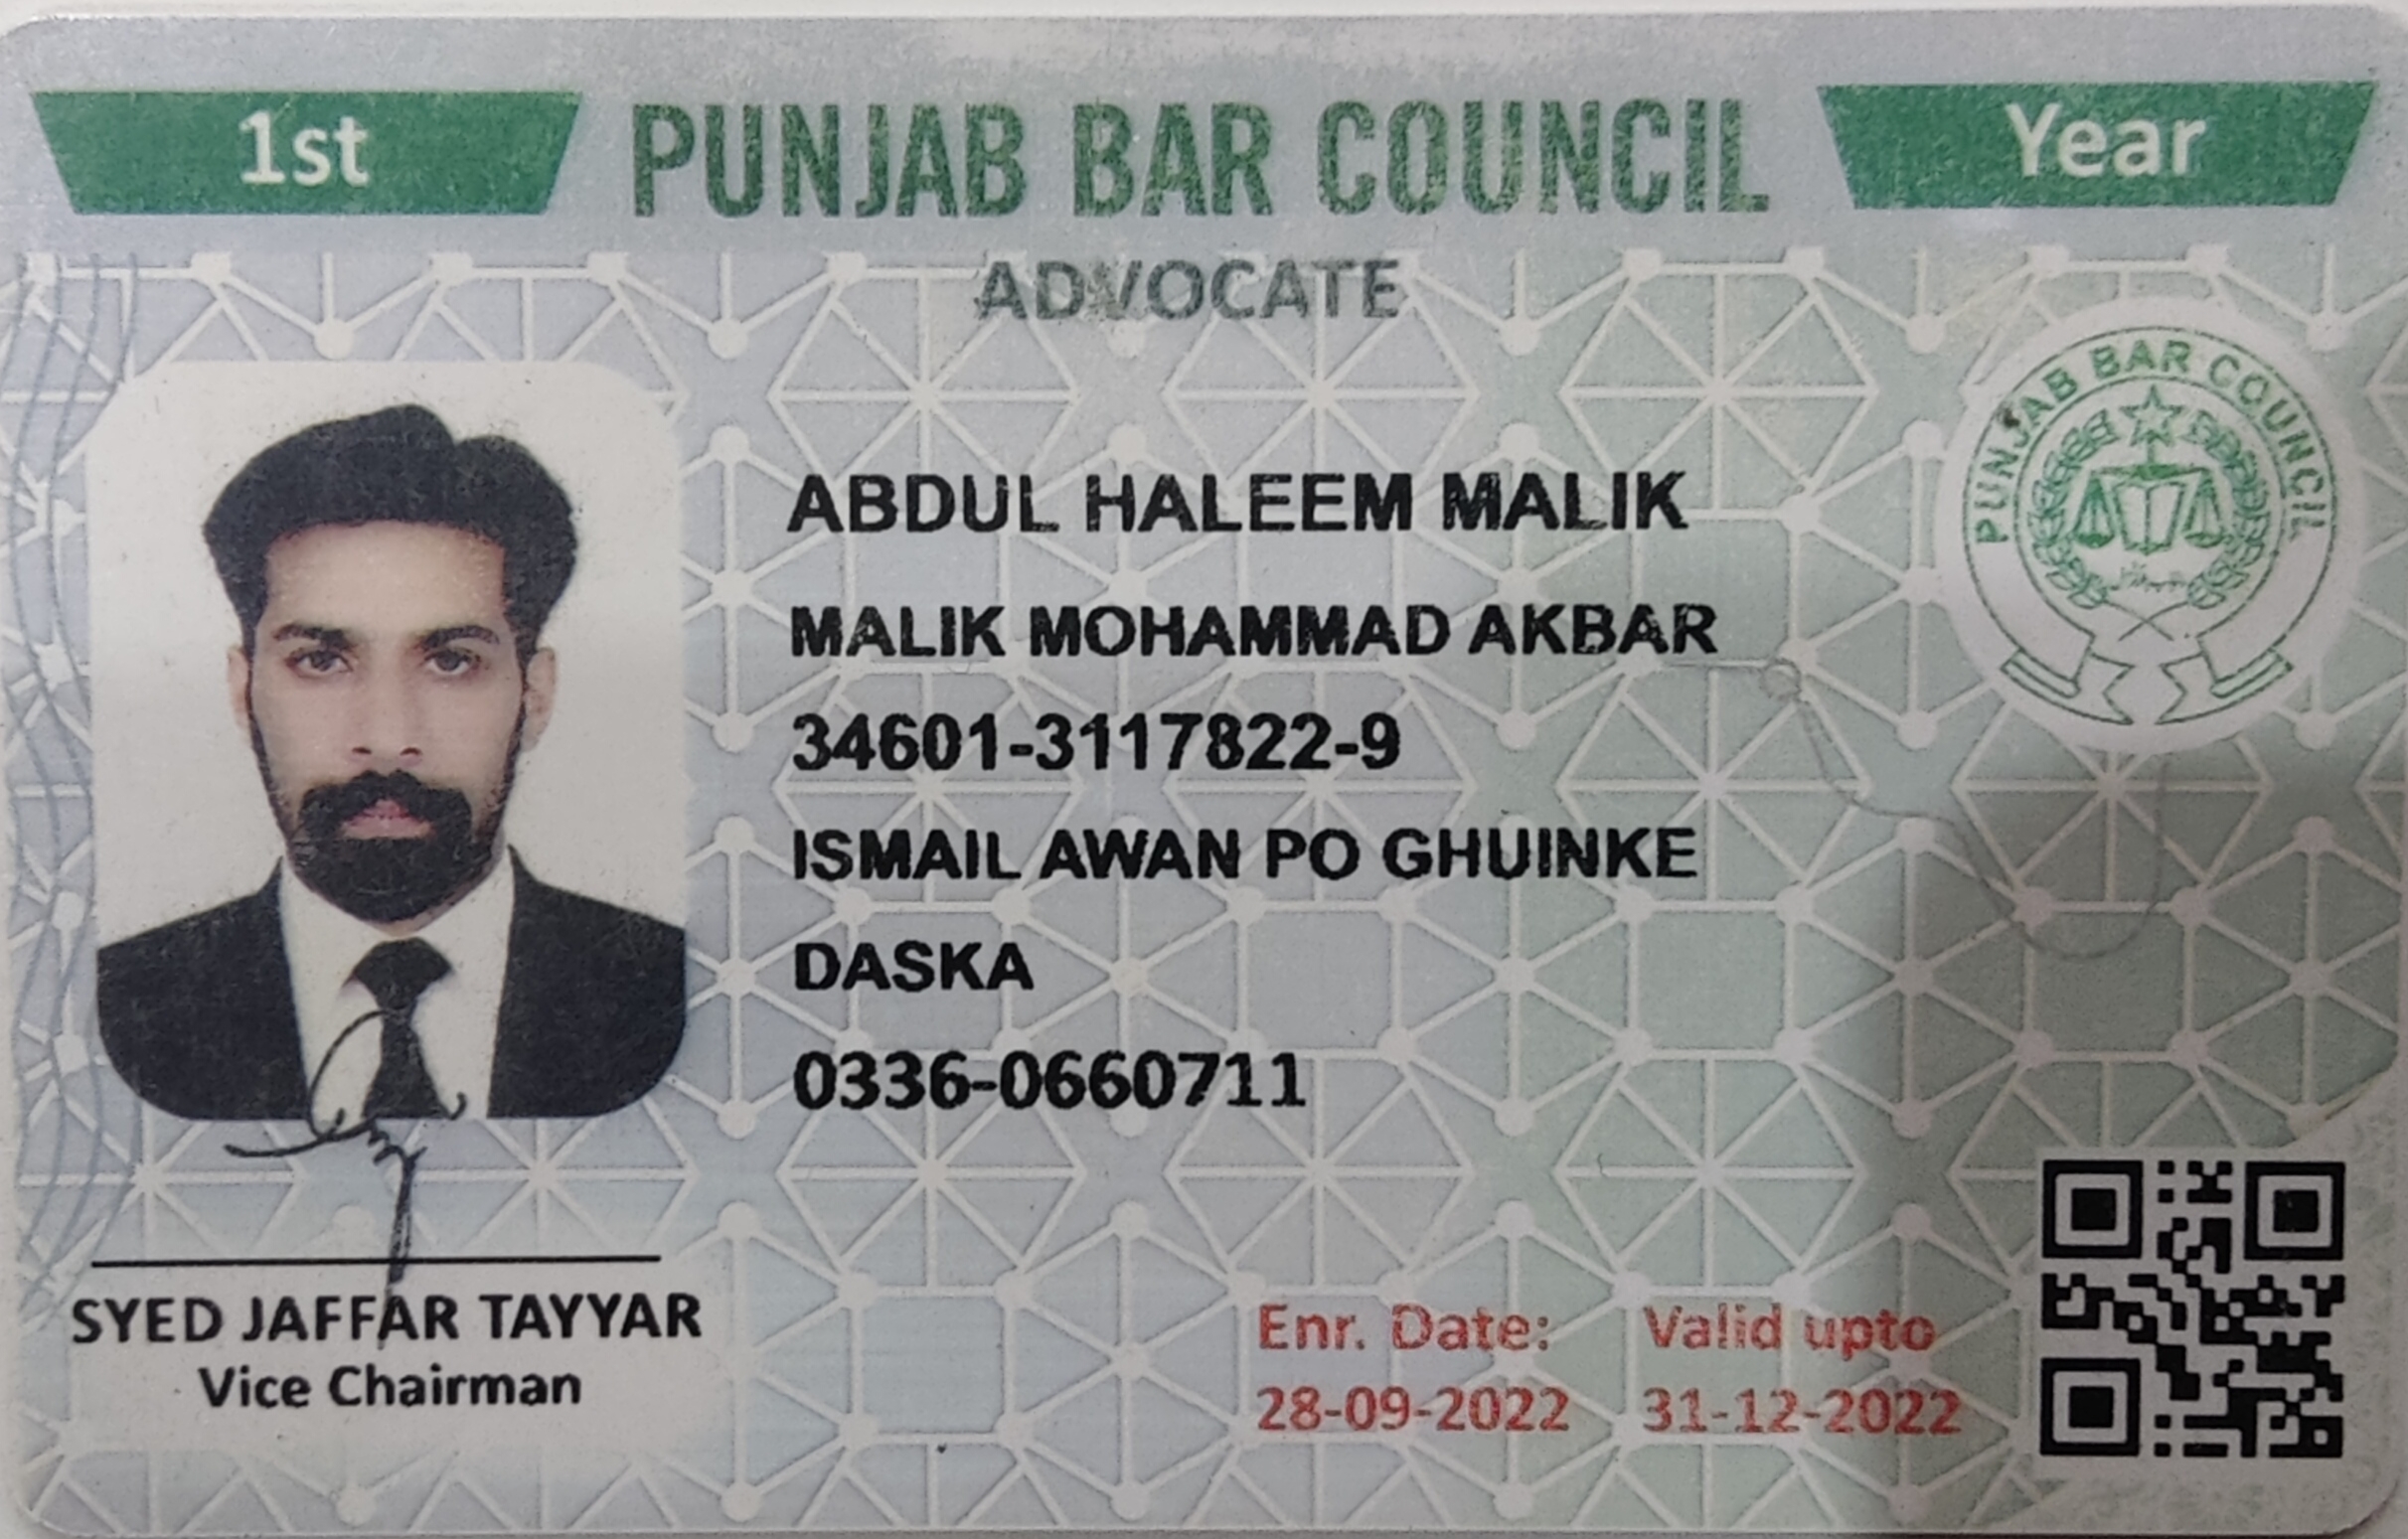 1st PUNJAB BAR COUNCIL Year
ADVOCATE
PUNJAB BAR COUNCIL
ABDUL HALEEM MALIK
MALIK MOHAMMAD AKBAR
34601-3117822-9
ISMAIL AWAN PO GHUINKE
DASKA
0336-0660711
SYED JAFFAR TAYYAR
Vice Chairman
Enr. Date: Valid upto
28-09-2022 31-12-2022